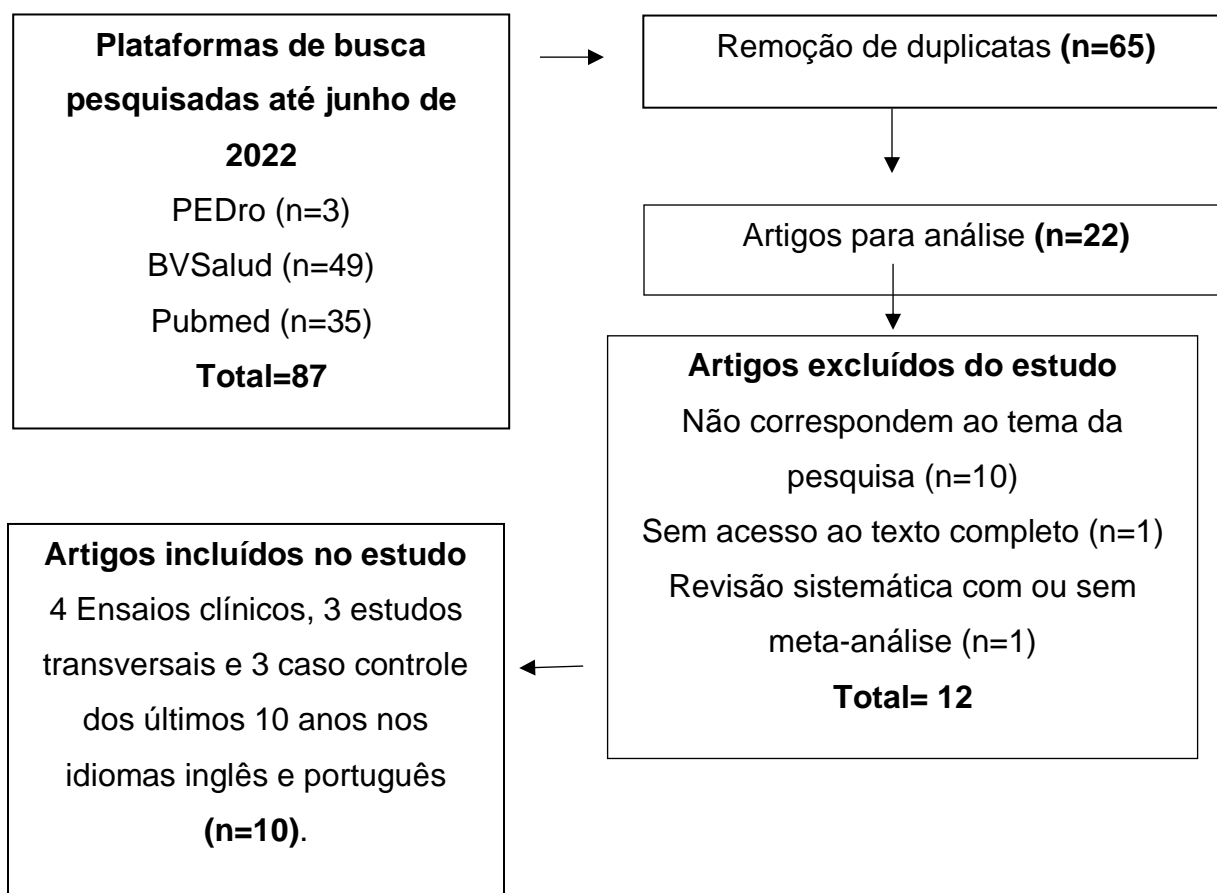 Plataformas de busca
pesquisadas até junho de
2022
PEDro (n=3)
BVSalud (n=49)
Pubmed (n=35)
Total=87
Remoção de duplicatas (n=65)
Artigos para análise (n=22)
Artigos excluídos do estudo
Não correspondem ao tema da
pesquisa (n=10)
Sem acesso ao texto completo (n=1)
Revisão sistemática com ou sem
meta-análise (n=1)
Total= 12
Artigos incluídos no estudo
4 Ensaios clínicos, 3 estudos
transversais e 3 caso controle
dos últimos 10 anos nos
idiomas inglês e português
(n=10).